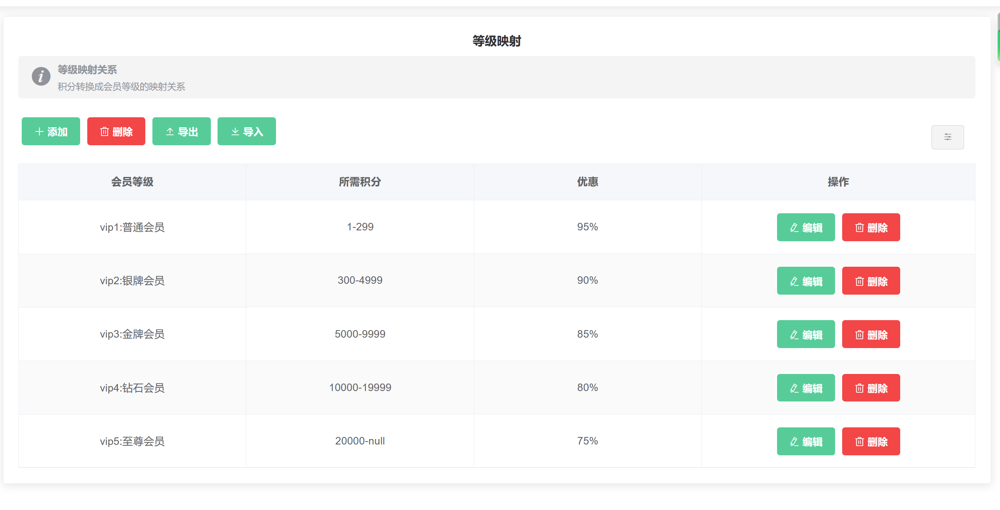 等级映射
等级映射关系
积分转换成会员等级的映射关系
添加 删除 导出 导入
会员等级 所需积分 优惠 操作
vip1:普通会员 1-299 95% 编辑 删除
vip2:银牌会员 300-4999 90% 编辑 删除
vip3:金牌会员 5000-9999 85% 编辑 删除
vip4:钻石会员 10000-19999 80% 编辑 删除
vip5:至尊会员 20000-null 75% 编辑 删除